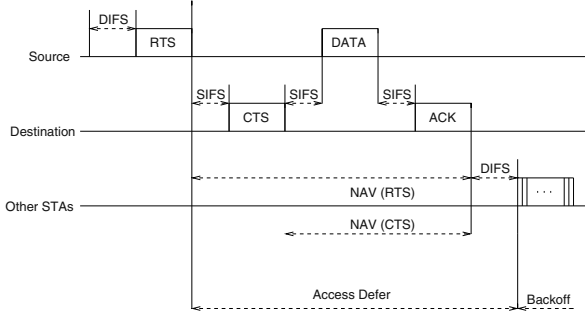 DIFS
RTS
DATA
Source
SIFS
SIFS
SIFS
CTS
ACK
Destination
DIFS
NAV (RTS)
. . .
Other STAs
NAV (CTS)
Access Defer
Backoff